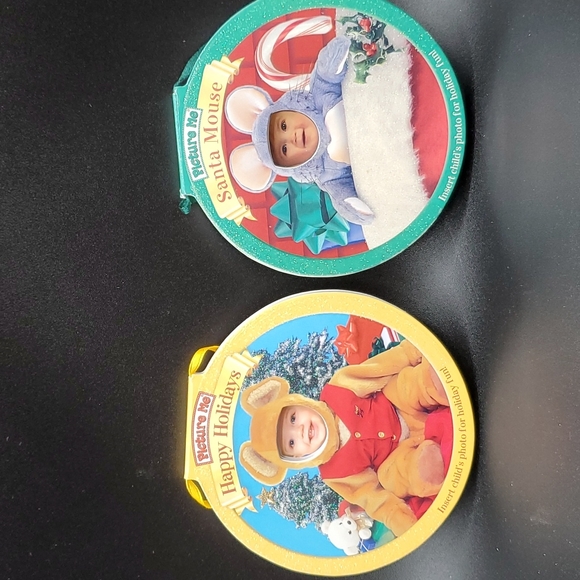 Picture Me
Santa Mouse
Insert child's photo for holiday fun!
Picture Me
Happy Holidays
Insert child's photo for holiday fun!